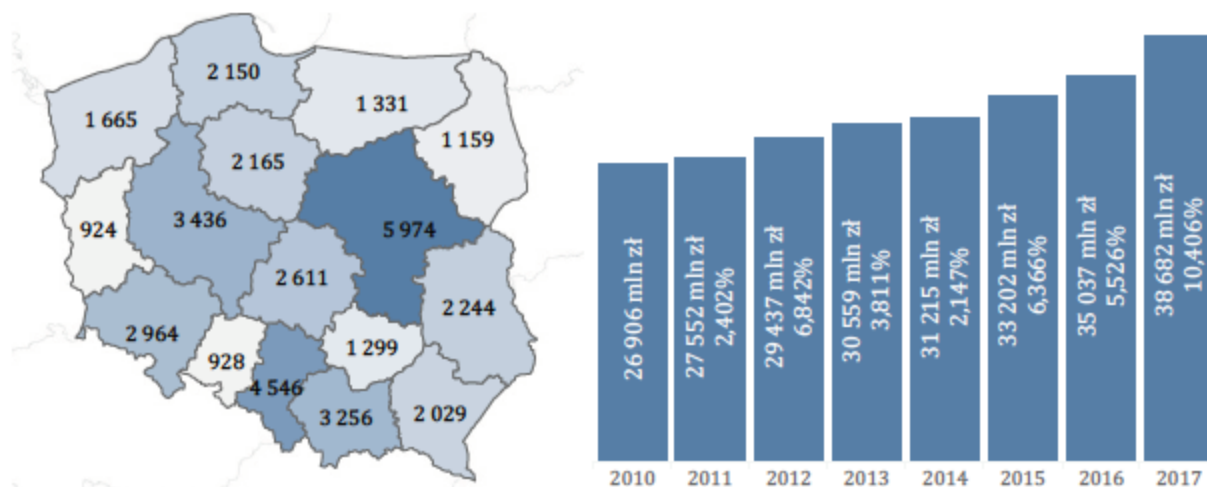 2 150
1 331
1 665
1 159
2 165
3 436
924
5 974
2 611
2 244
2 964
1 299
928
4 546
3 256
2 029
26 906 mln zł
27 552 mln zł
2,402%
29 437 mln zł
6,842%
30 559 mln zł
3,811%
31 215 mln zł
2,147%
33 202 mln zł
6,366%
35 037 mln zł
5,526%
38 682 mln zł
10,406%
2010 2011 2012 2013 2014 2015 2016 2017